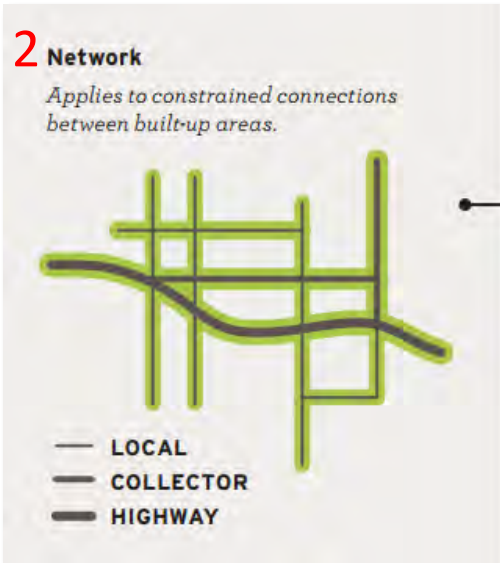 2 Network
Applies to constrained connections
between built-up areas.
LOCAL
COLLECTOR
HIGHWAY